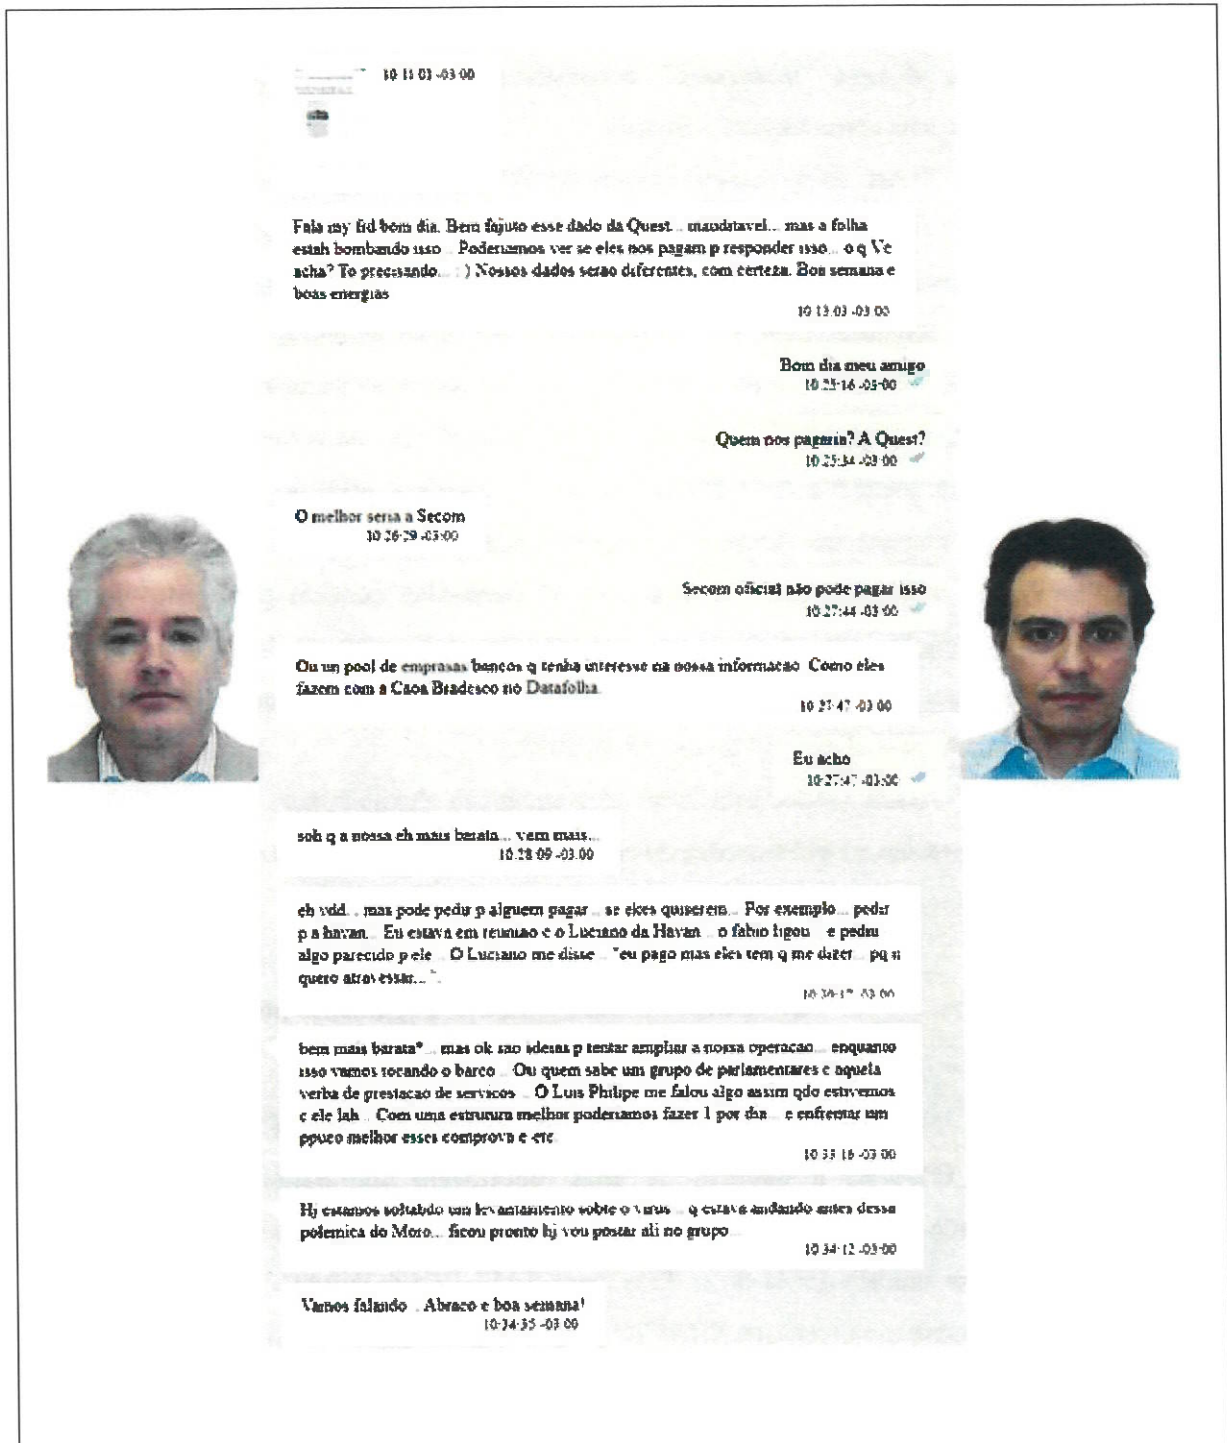 10:11:03 -03:00
Fala my frd bom dia. Bem fajuto esse dado da Quest... inauditavel... mas a folha
estah bombando isso... Poderiamos ver se eles nos pagam p responder isso... o q Vc
acha? To precisando... : ) Nossos dados serao diferentes, com certeza. Boa semana e
boas energias
10:13:03 -03:00
Bom dia meu amigo
10:25:16 -03:00
Quem nos pagaria? A Quest?
10:25:34 -03:00
O melhor seria a Secom
10:26:29 -03:00
Secom oficial não pode pagar isso
10:27:44 -03:00
Ou un pool de emprasas bancos q tenha interesse na nossa informacao. Como eles
fazem com a Caoa Bradesco no Datafolha.
10:27:47 -03:00
Eu acho
10:27:47 -03:00
soh q a nossa eh mais barata... vem mais...
10:28:09 -03:00
eh vdd... mas pode pedir p alguem pagar... se eles quiserem... Por exemplo... pedir
p a havan... Eu estava em reuniao c o Luciano da Havan... o fabio ligou... e pediu
algo parecido p ele... O Luciano me disse... "eu pago mas eles tem q me dizer... pq n
quero atravessar...".
10:30:17 -03:00
bem mais barata*... mas ok sao ideias p tentar ampliar a nossa operacao... enquanto
isso vamos tocando o barco... Ou quem sabe um grupo de parlamentares c aquela
verba de prestacao de servicos... O Luis Philipe me falou algo assim qdo estivemos
c ele lah... Com uma estrutura melhor poderiamos fazer 1 por dia... e enfrentar um
ppuco melhor esses comprova e etc.
10:33:16 -03:00
Hj estamos soltabdo um levantamento sobre o virus... q estava andando antes dessa
polemica do Moro... ficou pronto hj vou postar ali no grupo...
10:34:12 -03:00
Vamos falando... Abraco e boa semana!
10:34:35 -03:00